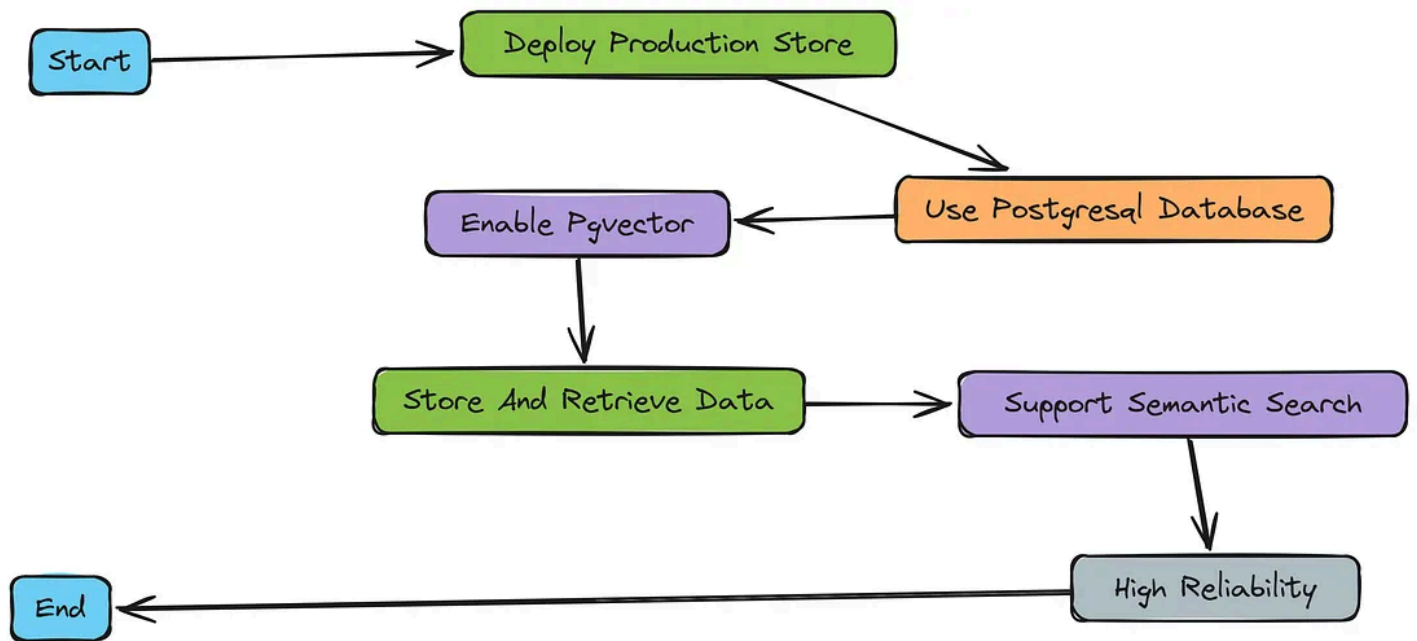 Start
Deploy Production Store
Use Postgresql Database
Enable Pgvector
Store And Retrieve Data
Support Semantic Search
High Reliability
End